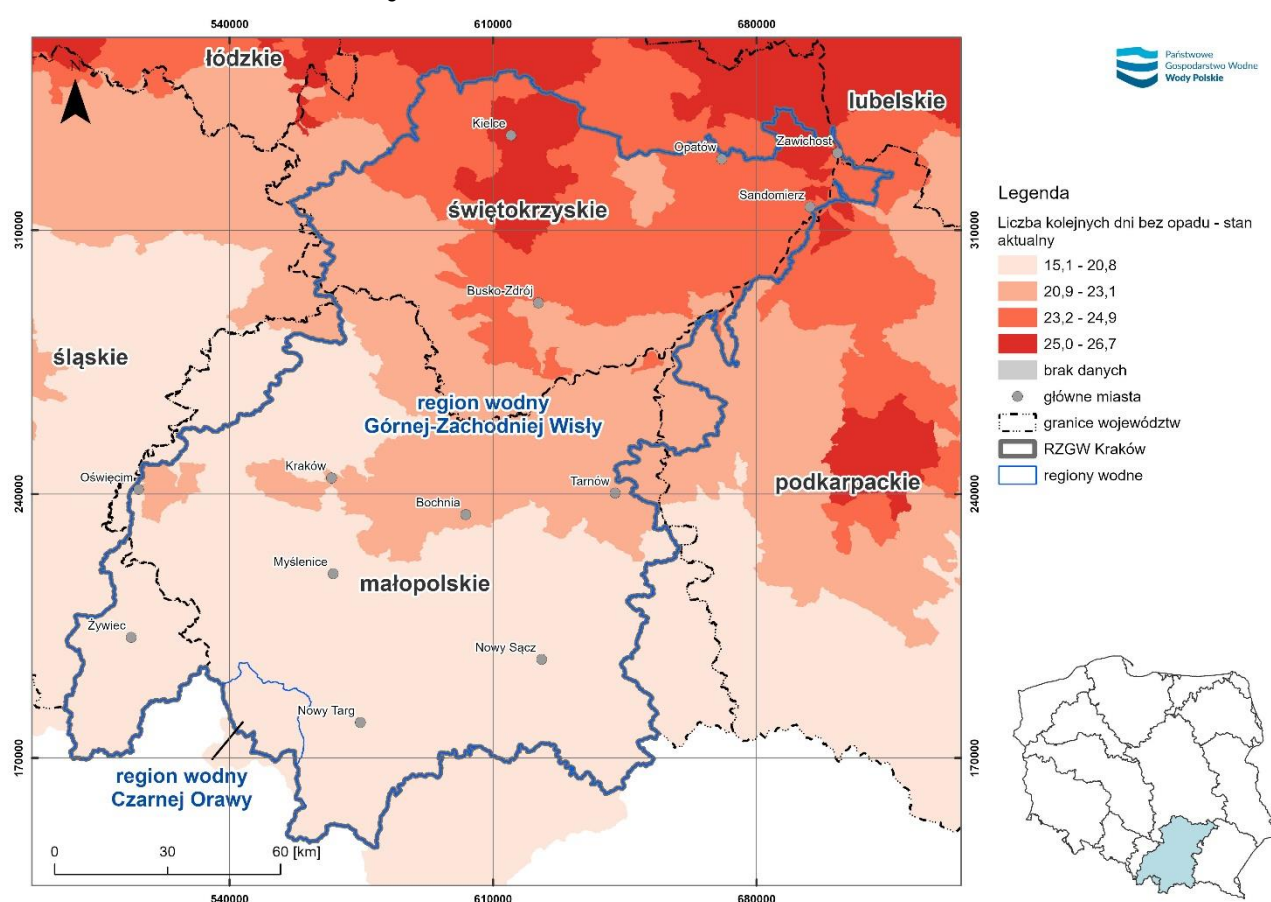 540000
610000
680000
łódzkie
lubelskie
Kielce
Opatów
Zawichost
Sandomierz
świętokrzyskie
310000
310000
Busko-Zdrój
śląskie
region wodny
Górnej-Zachodniej Wisły
Oświęcim
Kraków
Bochnia
Tarnów
podkarpackie
240000
240000
Myślenice
małopolskie
Żywiec
Nowy Sącz
Nowy Targ
170000
170000
region wodny
Czarnej Orawy
0
30
60 [km]
540000
610000
680000
Państwowe
Gospodarstwo Wodne
Wody Polskie
Legenda
Liczba kolejnych dni bez opadu - stan
aktualny
15,1 - 20,8
20,9 - 23,1
23,2 - 24,9
25,0 - 26,7
brak danych
główne miasta
granice województw
RZGW Kraków
regiony wodne